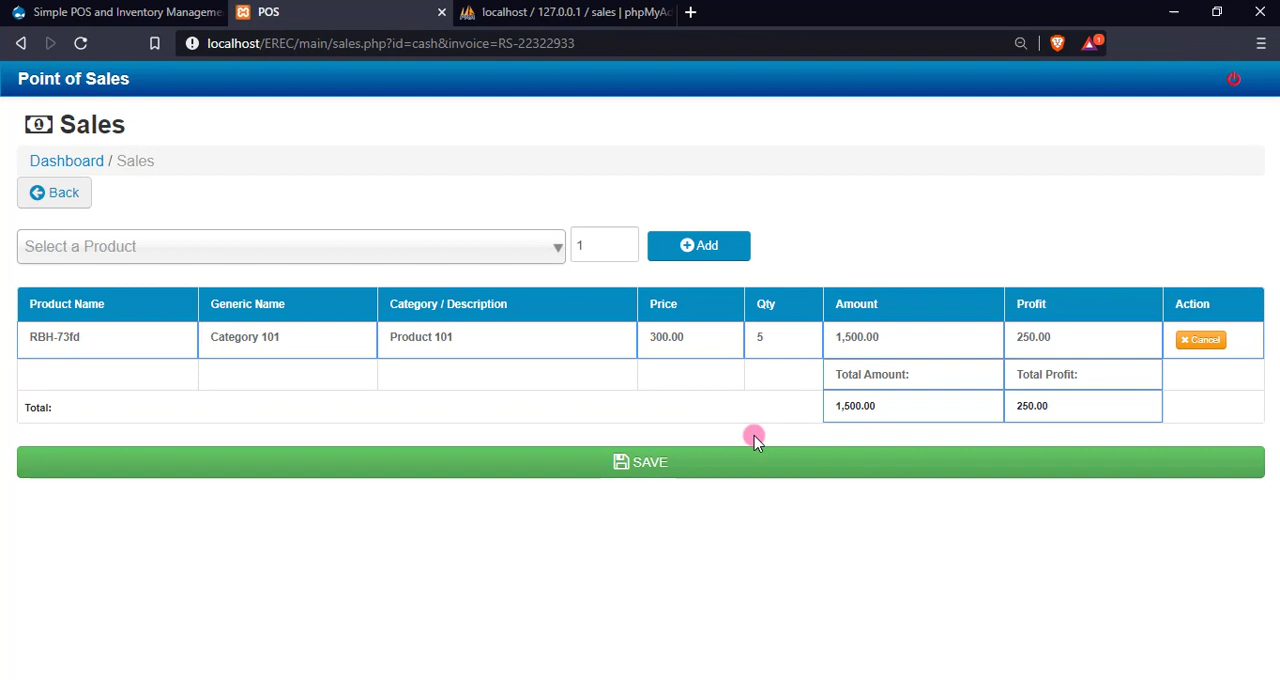 Simple POS and Inventory Manageme
POS
localhost / 127.0.0.1 / sales | phpMyAd
localhost/EREC/main/sales.php?id=cash&invoice=RS-22322933
1
Point of Sales
Sales
Dashboard / Sales
Back
Select a Product
1
Add
Product Name Generic Name Category / Description Price Qty Amount Profit Action
RBH-73fd Category 101 Product 101 300.00 5 1,500.00 250.00 Cancel
Total Amount: Total Profit:
Total: 1,500.00 250.00
SAVE